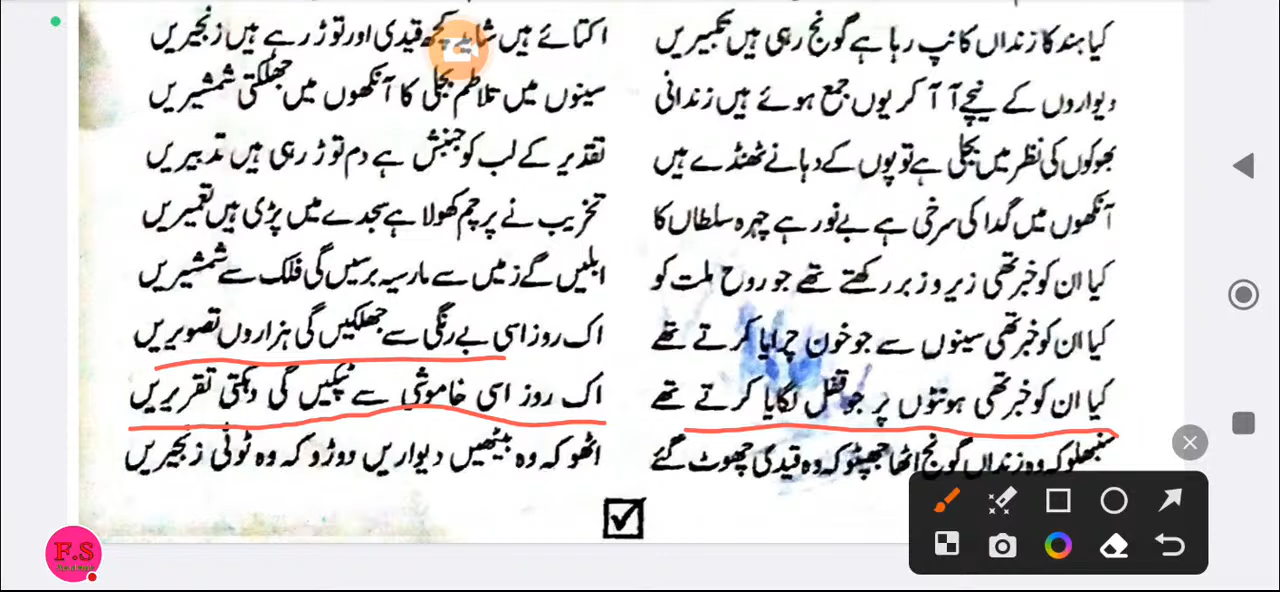 کیا ہند کا زنداں کانپ رہا ہے گونج رہی ہیں تکبیریں
اکتائے ہیں شاید کچھ قیدی اور توڑ رہے ہیں زنجیریں
دیواروں کے نیچے آ آ کر یوں جمع ہوئے ہیں زندانی
سینوں میں تلاطم بجلی کا آنکھوں میں جھلکتی شمشیریں
بھوکوں کی نظر میں بجلی ہے توپوں کے دہانے ٹھنڈے ہیں
تقدیر کے لب کو جنبش ہے دم توڑ رہی ہیں تدبیریں
آنکھوں میں گدا کی سرخی ہے بے نور ہے چہرہ سلطاں کا
تخریب نے پرچم کھولا ہے سجدے میں پڑی ہیں تعمیریں
کیا ان کو خبر تھی زیر و زبر رکھتے تھے جو روح ملت کو
ابلیں گے زمیں سے مار سیہ برسیں گی فلک سے شمشیریں
کیا ان کو خبر تھی سینوں سے جو خون چرایا کرتے تھے
اک روز اسی بے رنگی سے جھلکیں گی ہزاروں تصویریں
کیا ان کو خبر تھی ہونٹوں پر جو قفل لگایا کرتے تھے
اک روز اسی خاموشی سے ٹپکیں گی دہکتی تقریریں
سنبھلو کہ وہ زنداں گونج اٹھا جھپٹو کہ وہ قیدی چھوٹ گئے
اٹھو کہ وہ بیٹھیں دیواریں دوڑو کہ وہ ٹوٹی زنجیریں
F.S